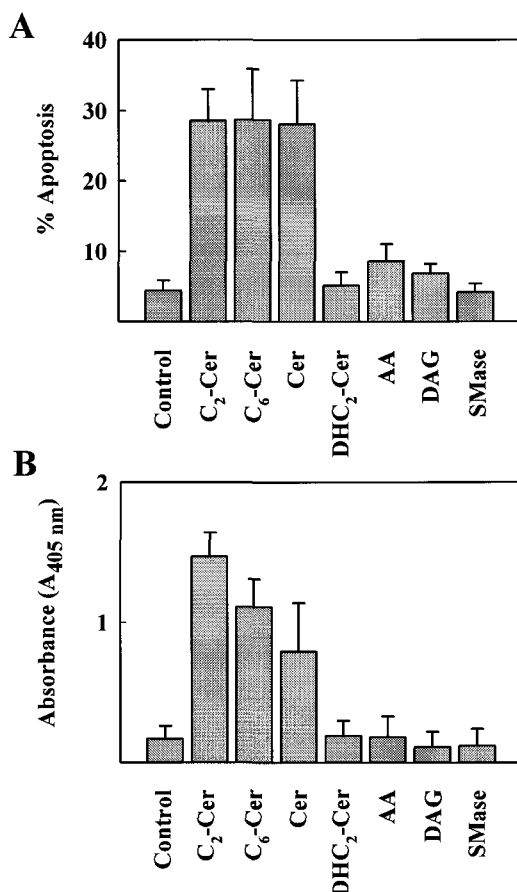 A
40
30
20
10
% Apoptosis
Control
C2-Cer
C6-Cer
Cer
DHC2-Cer
AA
DAG
SMase
B
2
1
Absorbance (A405 nm)
Control
C2-Cer
C6-Cer
Cer
DHC2-Cer
AA
DAG
SMase